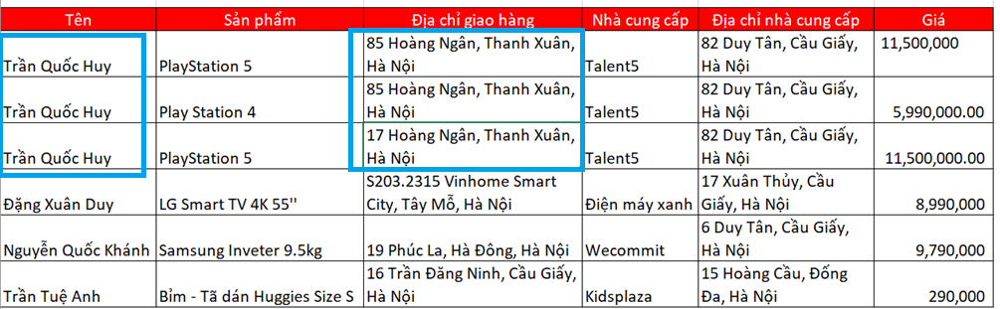 Tên Sản phẩm Địa chỉ giao hàng Nhà cung cấp Địa chỉ nhà cung cấp Giá
85 Hoàng Ngân, Thanh Xuân, 82 Duy Tân, Cầu Giấy, 11,500,000
Trần Quốc Huy PlayStation 5 Hà Nội Talent5 Hà Nội
85 Hoàng Ngân, Thanh Xuân, 82 Duy Tân, Cầu Giấy,
Trần Quốc Huy Play Station 4 Hà Nội Talent5 Hà Nội 5,990,000.00
17 Hoàng Ngân, Thanh Xuân, 82 Duy Tân, Cầu Giấy,
Trần Quốc Huy PlayStation 5 Hà Nội Talent5 Hà Nội 11,500,000.00
S203.2315 Vinhome Smart 17 Xuân Thủy, Cầu
Đặng Xuân Duy LG Smart TV 4K 55'' City, Tây Mỗ, Hà Nội Điện máy xanh Giấy, Hà Nội 8,990,000
6 Duy Tân, Cầu Giấy,
Nguyễn Quốc Khánh Samsung Inveter 9.5kg 19 Phúc La, Hà Đông, Hà Nội Wecommit Hà Nội 9,790,000
16 Trần Đăng Ninh, Cầu Giấy, 15 Hoàng Cầu, Đống
Trần Tuệ Anh Bỉm - Tã dán Huggies Size S Hà Nội Kidsplaza Đa, Hà Nội 290,000